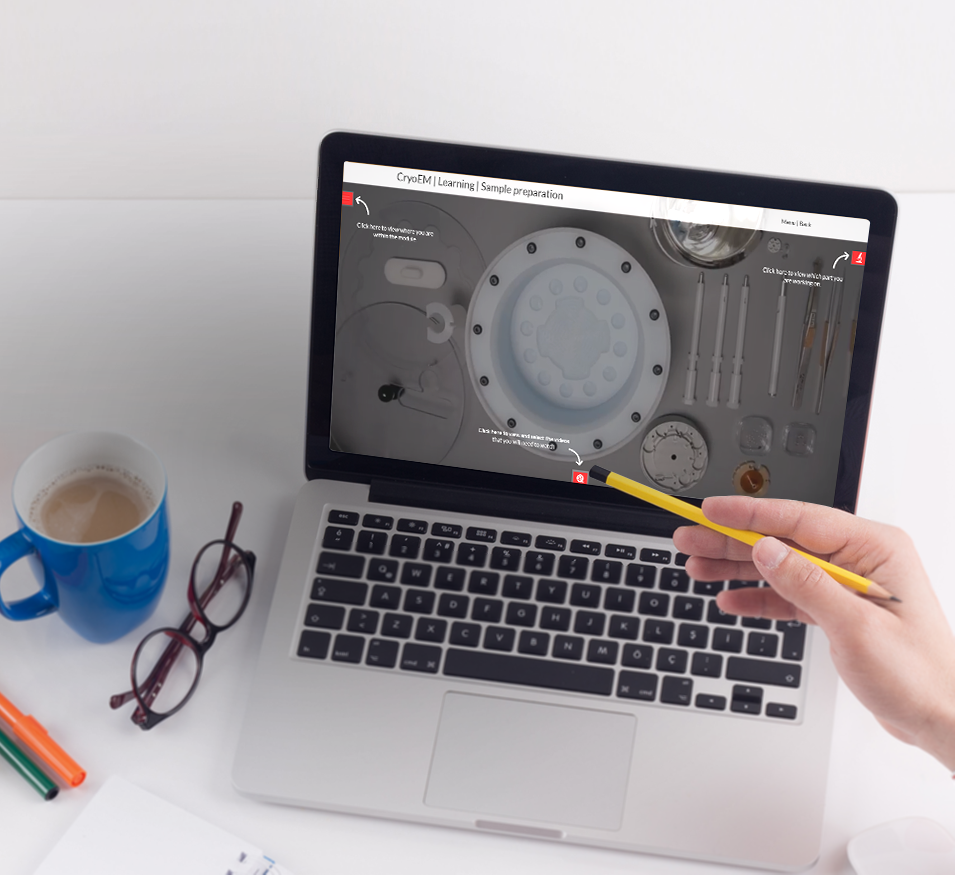 CryoEM | Learning | Sample preparation
Menu | Back
Click here to view where you are
within the module
Click here to view which part you
are working on
Click here to view and select the videos
that you will need to watch
Q W E R T Y U I O P
A S D F G H J K L Ş İ
Z X C V B N M Ö Ç
cmd
cmd